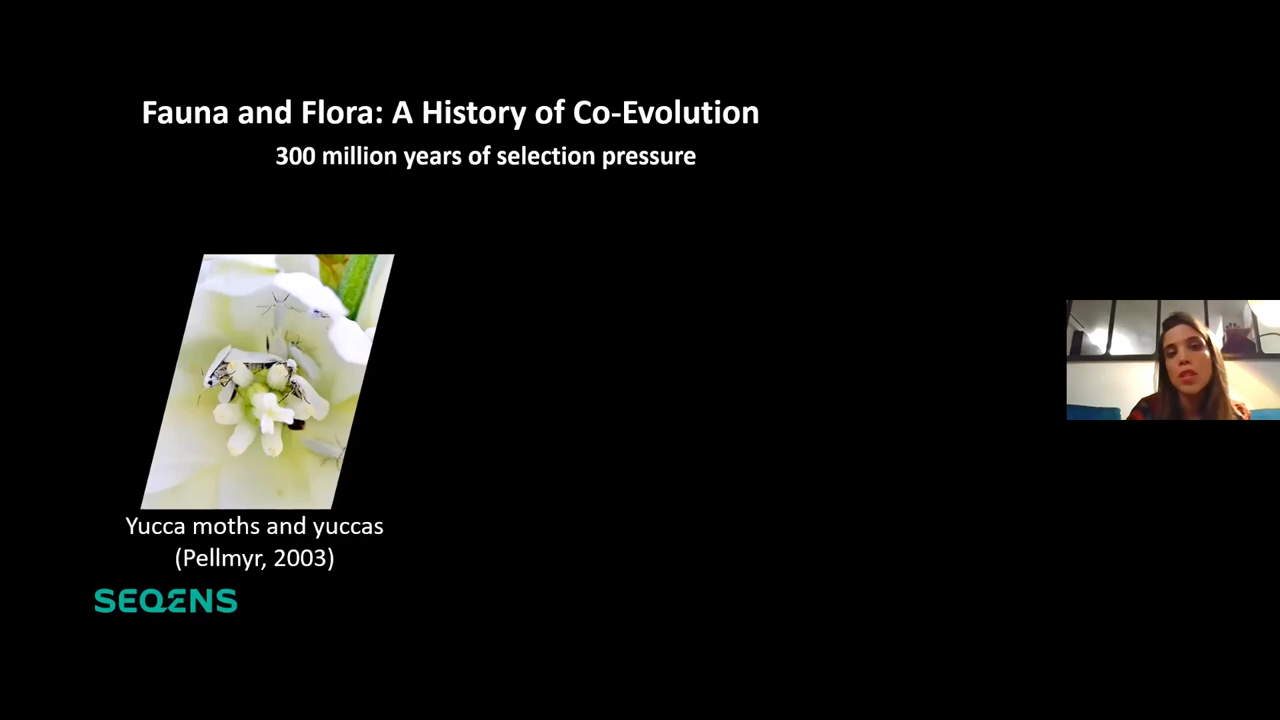 Fauna and Flora: A History of Co-Evolution
300 million years of selection pressure
Yucca moths and yuccas
(Pellmyr, 2003)
SEQENS